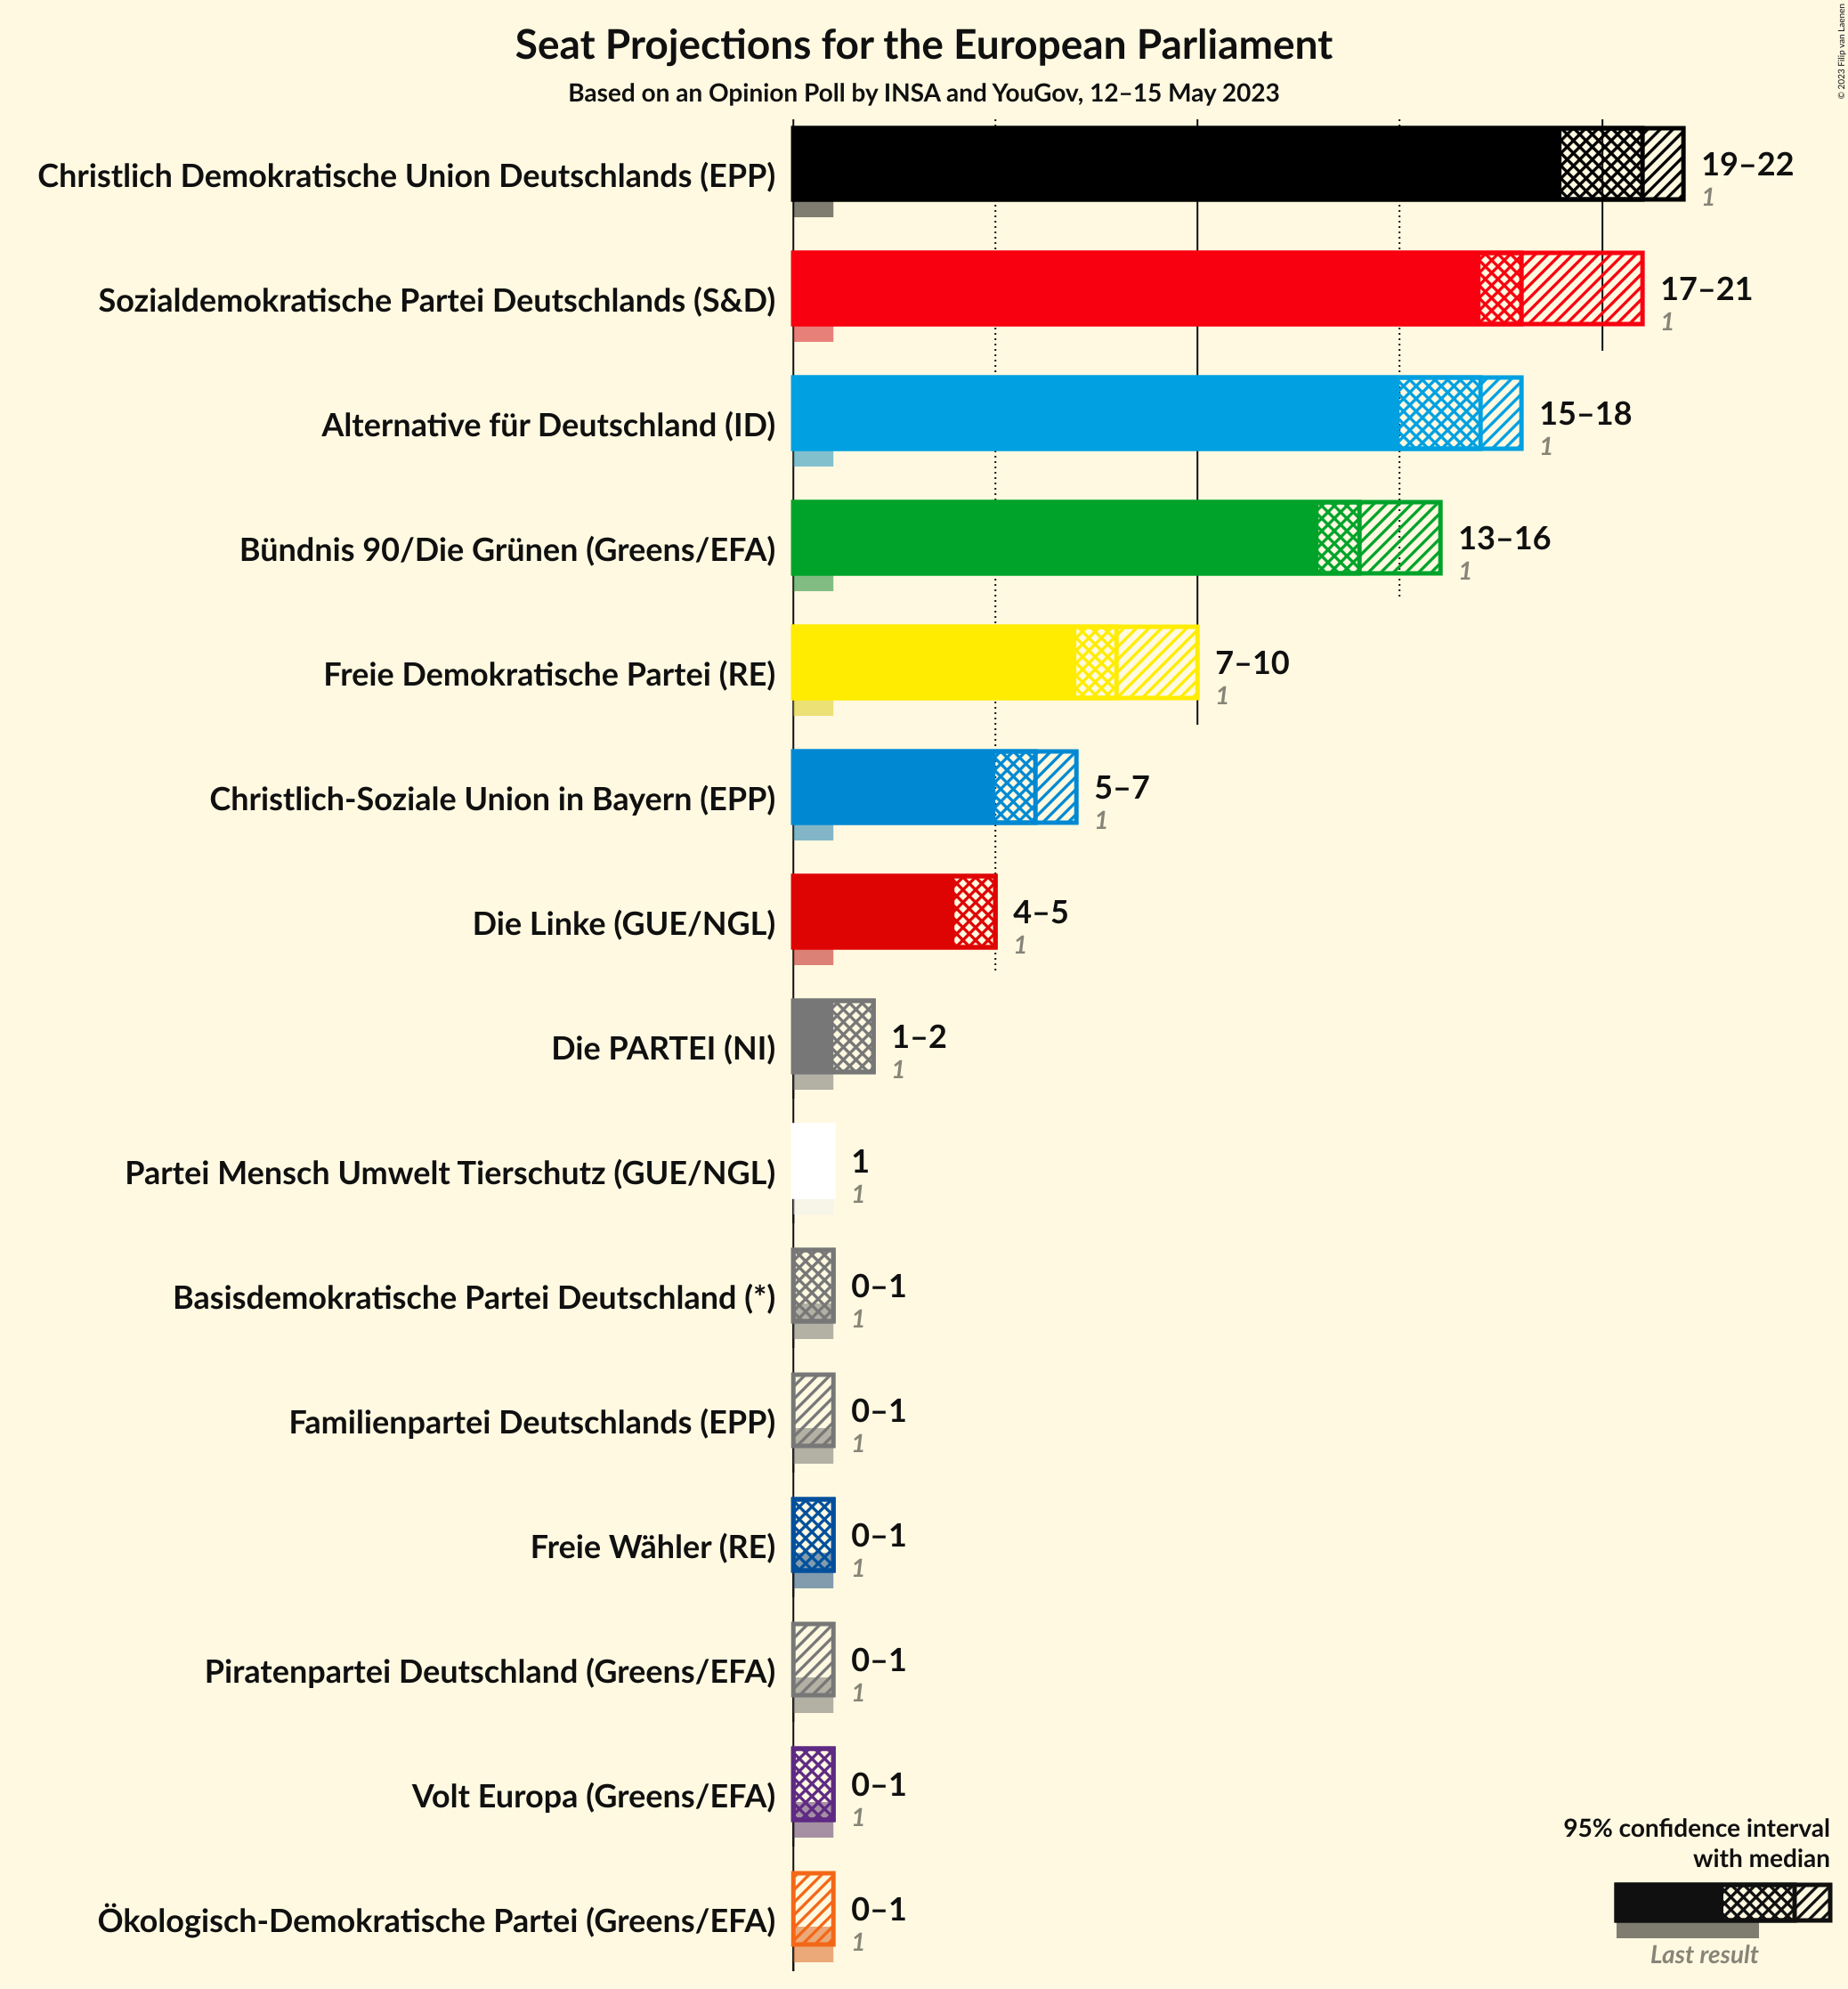 Seat Projections for the European Parliament
Based on an Opinion Poll by INSA and YouGov, 12–15 May 2023
© 2023 Filip van Laenen
Christlich Demokratische Union Deutschlands (EPP)
19–22
1
Sozialdemokratische Partei Deutschlands (S&D)
17–21
1
Alternative für Deutschland (ID)
15–18
1
Bündnis 90/Die Grünen (Greens/EFA)
13–16
1
Freie Demokratische Partei (RE)
7–10
1
Christlich-Soziale Union in Bayern (EPP)
5–7
1
Die Linke (GUE/NGL)
4–5
1
Die PARTEI (NI)
1–2
1
Partei Mensch Umwelt Tierschutz (GUE/NGL)
1
1
Basisdemokratische Partei Deutschland (*)
0–1
1
Familienpartei Deutschlands (EPP)
0–1
1
Freie Wähler (RE)
0–1
1
Piratenpartei Deutschland (Greens/EFA)
0–1
1
Volt Europa (Greens/EFA)
0–1
1
Ökologisch-Demokratische Partei (Greens/EFA)
0–1
1
95% confidence interval
with median
Last result